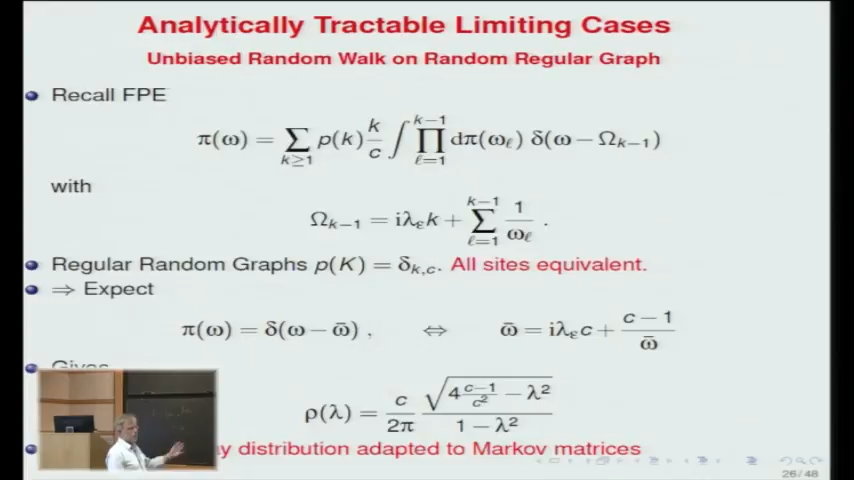 Analytically Tractable Limiting Cases
Unbiased Random Walk on Random Regular Graph
Recall FPE
π(ω) = ∑_{k≥1} p(k) k/c ∫ ∏_{ℓ=1}^{k−1} dπ(ω_ℓ) δ(ω − Ω_{k−1})
with
Ω_{k−1} = iλ_ε k + ∑_{ℓ=1}^{k−1} 1/ω_ℓ .
Regular Random Graphs p(K) = δ_{k,c}. All sites equivalent.
⇒ Expect
π(ω) = δ(ω − ω̄) , ⇔ ω̄ = iλ_ε c + (c − 1)/ω̄
Gives
ρ(λ) = c/2π √(4 (c−1)/c² − λ²) / (1 − λ²)
distribution adapted to Markov matrices
26/48